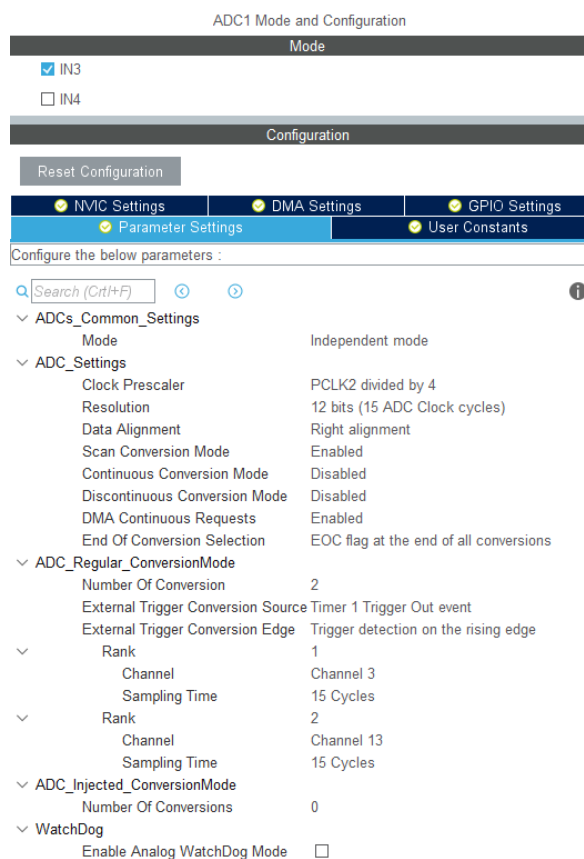 ADC1 Mode and Configuration
Mode
IN3
IN4
Configuration
Reset Configuration
NVIC Settings DMA Settings GPIO Settings
Parameter Settings User Constants
Configure the below parameters :
Search (Crtl+F)
ADCs_Common_Settings
Mode Independent mode
ADC_Settings
Clock Prescaler PCLK2 divided by 4
Resolution 12 bits (15 ADC Clock cycles)
Data Alignment Right alignment
Scan Conversion Mode Enabled
Continuous Conversion Mode Disabled
Discontinuous Conversion Mode Disabled
DMA Continuous Requests Enabled
End Of Conversion Selection EOC flag at the end of all conversions
ADC_Regular_ConversionMode
Number Of Conversion 2
External Trigger Conversion Source Timer 1 Trigger Out event
External Trigger Conversion Edge Trigger detection on the rising edge
Rank 1
Channel Channel 3
Sampling Time 15 Cycles
Rank 2
Channel Channel 13
Sampling Time 15 Cycles
ADC_Injected_ConversionMode
Number Of Conversions 0
WatchDog
Enable Analog WatchDog Mode